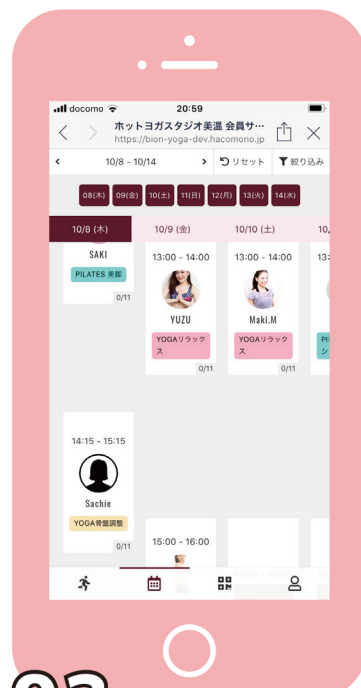 docomo 20:59
ホットヨガスタジオ美温 会員サ…
https://bion-yoga-dev.hacomono.jp
10/8 - 10/14 リセット 絞り込み
08(木) 09(金) 10(土) 11(日) 12(月) 13(火) 14(水)
10/8 (木) 10/9 (金) 10/10 (土) 10/
SAKI
PILATES 美脚
0/11
14:15 - 15:15
Sachie
YOGA骨盤調整
0/11
13:00 - 14:00
YUZU
YOGAリラック
ス
0/11
15:00 - 16:00
13:00 - 14:00
Maki.M
YOGAリラック
ス
0/11
13: